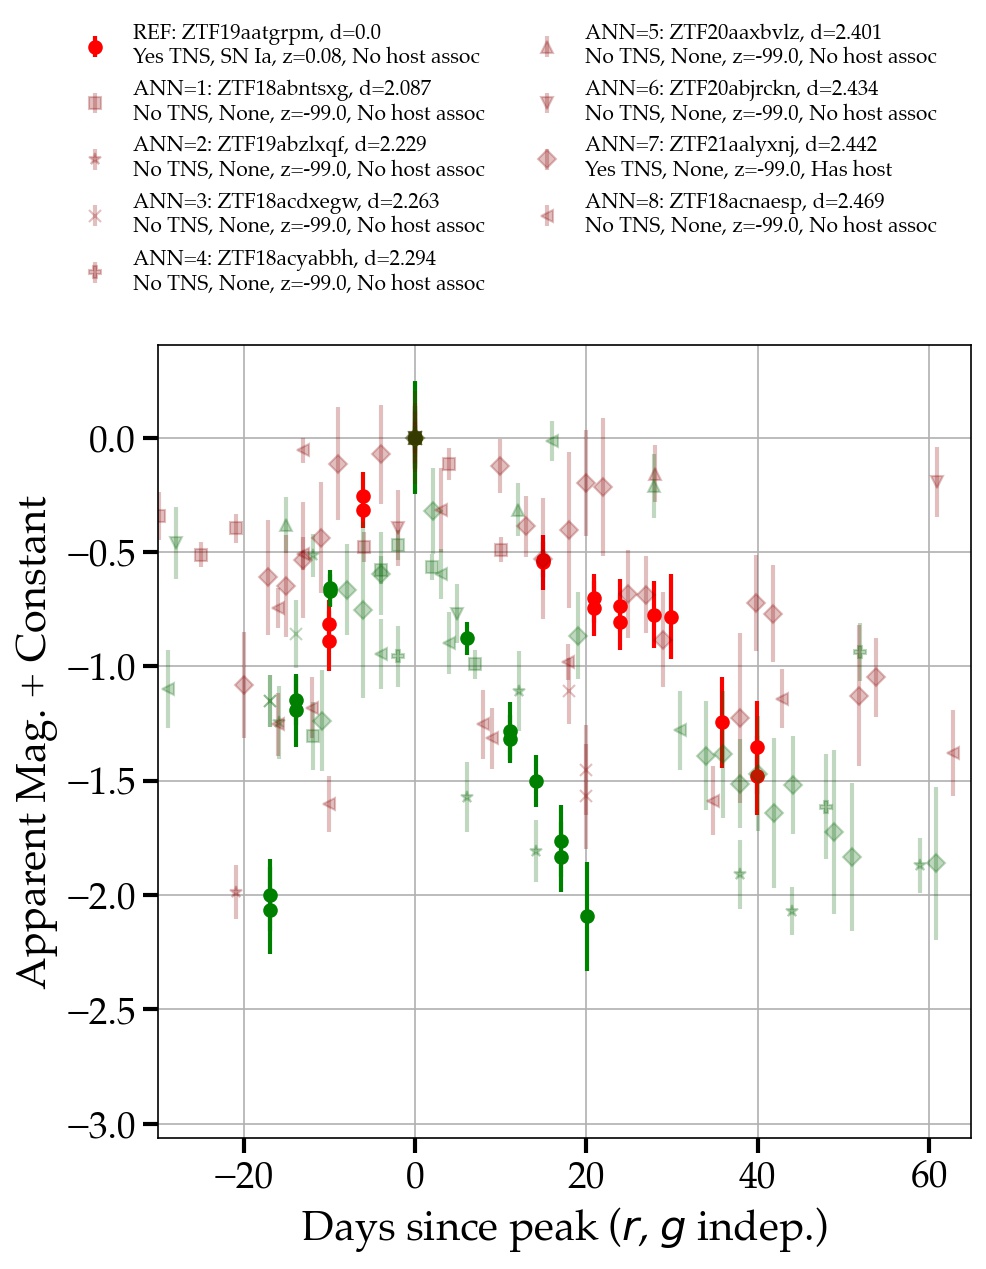 REF: ZTF19aatgrpm, d=0.0
Yes TNS, SN Ia, z=0.08, No host assoc
ANN=1: ZTF18abntsxg, d=2.087
No TNS, None, z=-99.0, No host assoc
ANN=2: ZTF19abzlxqf, d=2.229
No TNS, None, z=-99.0, No host assoc
ANN=3: ZTF18acdxegw, d=2.263
No TNS, None, z=-99.0, No host assoc
ANN=4: ZTF18acyabbh, d=2.294
No TNS, None, z=-99.0, No host assoc
ANN=5: ZTF20aaxbvlz, d=2.401
No TNS, None, z=-99.0, No host assoc
ANN=6: ZTF20abjrckn, d=2.434
No TNS, None, z=-99.0, No host assoc
ANN=7: ZTF21aalyxnj, d=2.442
Yes TNS, None, z=-99.0, Has host
ANN=8: ZTF18acnaesp, d=2.469
No TNS, None, z=-99.0, No host assoc
Apparent Mag. + Constant
0.0
−0.5
−1.0
−1.5
−2.0
−2.5
−3.0
−20 0 20 40 60
Days since peak (r, g indep.)